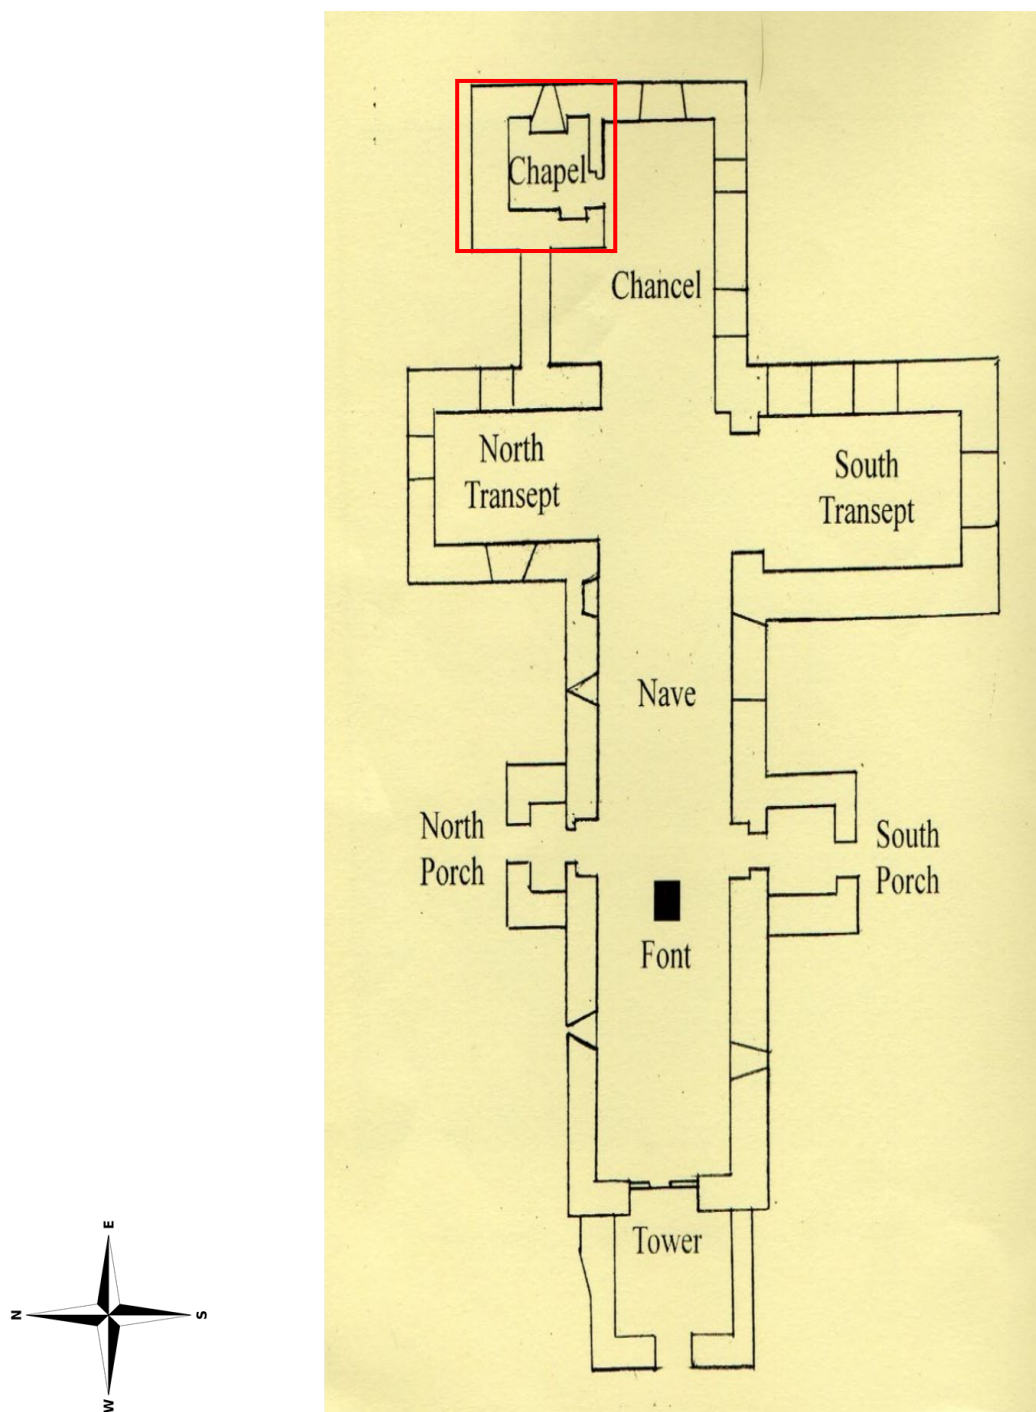 Chapel
Chancel
North
Transept
South
Transept
Nave
North
Porch
South
Porch
Font
Tower
E
N
S
W